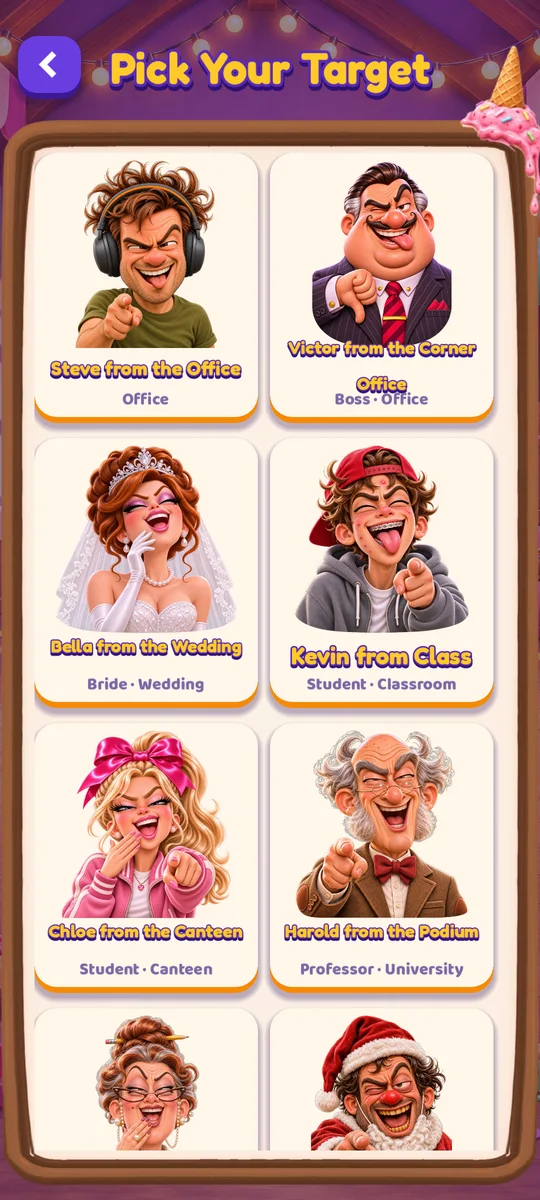 Pick Your Target
Steve from the Office
Office
Victor from the Corner
Office
Boss · Office
Bella from the Wedding
Bride · Wedding
Kevin from Class
Student · Classroom
Chloe from the Canteen
Student · Canteen
Harold from the Podium
Professor · University